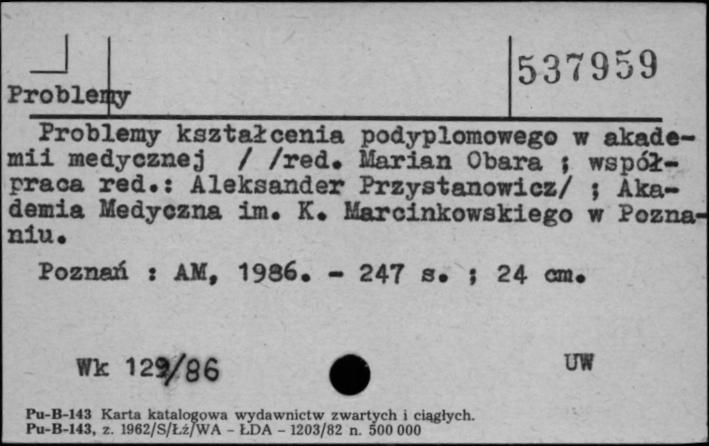 537959
Problemy
Problemy kształcenia podyplomowego w akade-
mii medycznej / /red. Marian Obara ; współ-
praca red.: Aleksander Przystanowicz/ ; Aka-
demia Medyczna im. K. Marcinkowskiego w Pozna-
niu.
Poznań : AM, 1986. - 247 s. ; 24 cm.
Wk 129/86
UW
Pu-B-143 Karta katalogowa wydawnictw zwartych i ciągłych.
Pu-B-143, z. 1962/S/Łź/WA - ŁDA - 1203/82 n. 500 000